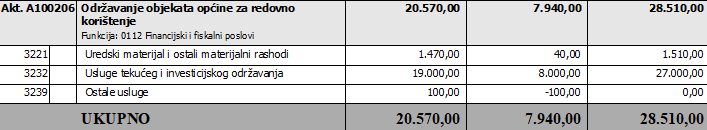 Akt. A100206 Održavanje objekata općine za redovno 20.570,00 7.940,00 28.510,00
korištenje
Funkcija: 0112 Financijski i fiskalni poslovi
3221 Uredski materijal i ostali materijalni rashodi 1.470,00 40,00 1.510,00
3232 Usluge tekućeg i investicijskog održavanja 19.000,00 8.000,00 27.000,00
3239 Ostale usluge 100,00 -100,00 0,00
UKUPNO 20.570,00 7.940,00 28.510,00